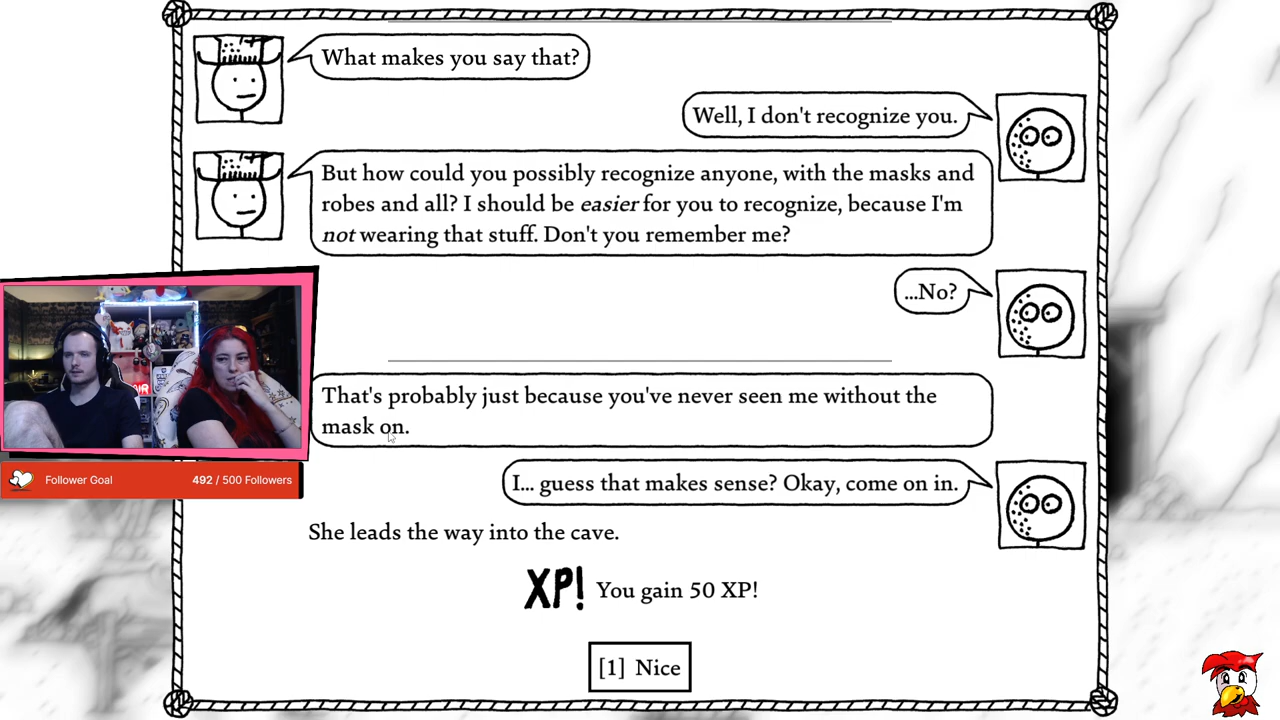 What makes you say that?
Well, I don't recognize you.
But how could you possibly recognize anyone, with the masks and
robes and all? I should be easier for you to recognize, because I'm
not wearing that stuff. Don't you remember me?
...No?
That's probably just because you've never seen me without the
mask on.
Follower Goal 492 / 500 Followers
I... guess that makes sense? Okay, come on in.
She leads the way into the cave.
XP! You gain 50 XP!
[1] Nice